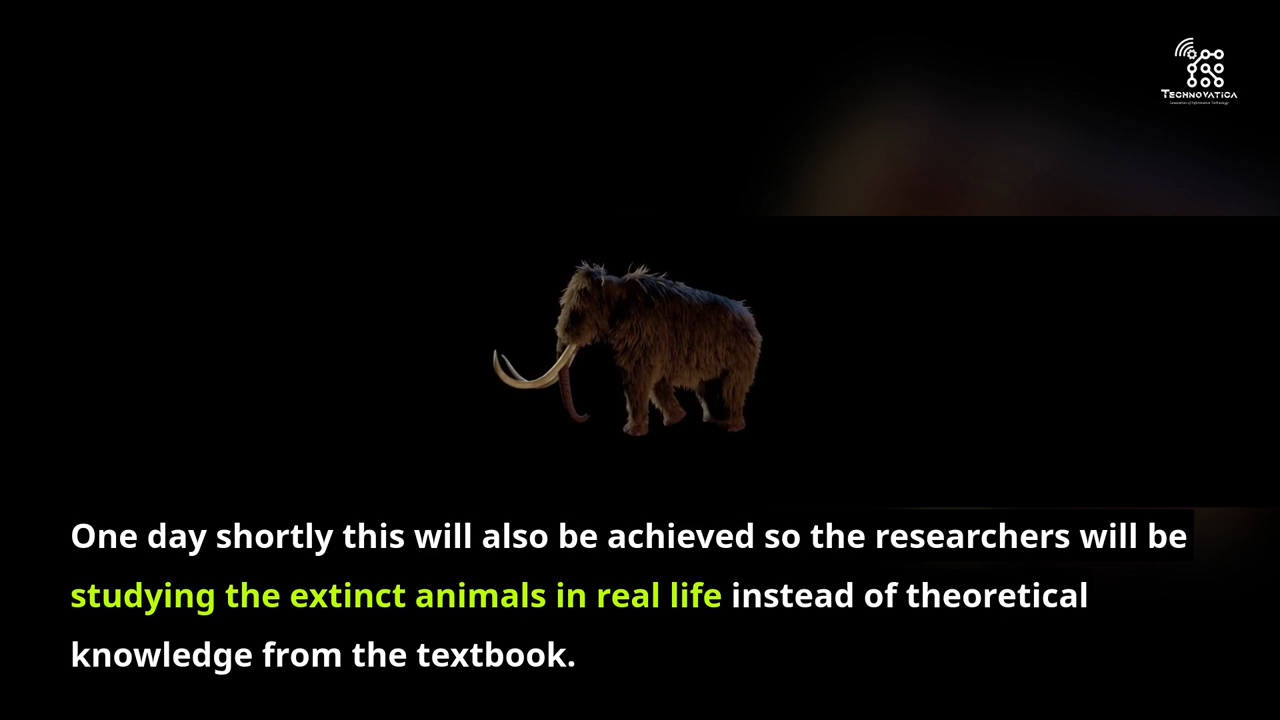 TECHNOVATICA
One day shortly this will also be achieved so the researchers will be
studying the extinct animals in real life instead of theoretical
knowledge from the textbook.